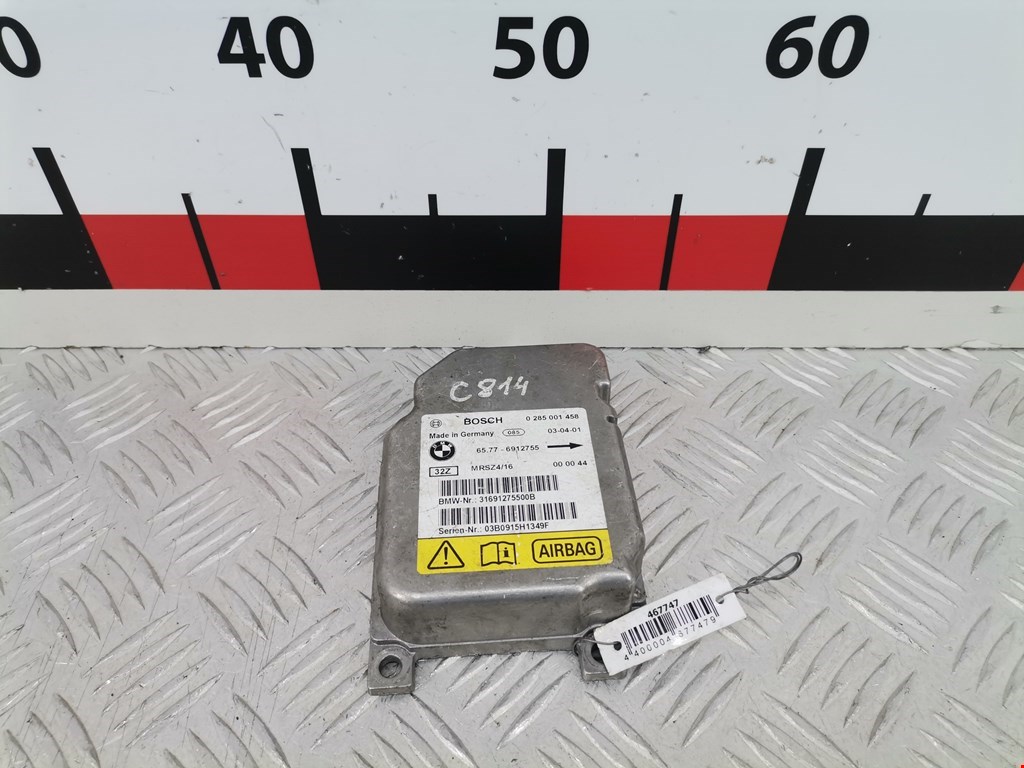 40 50 60
C814
BOSCH 0 285 001 458
Made in Germany 085 03-04-01
65.77 - 6912755
32Z MRSZ4/16 00 00 44
BMW-Nr.: 31691275500B
Serien-Nr.: 03B0915H1349F
AIRBAG
467747